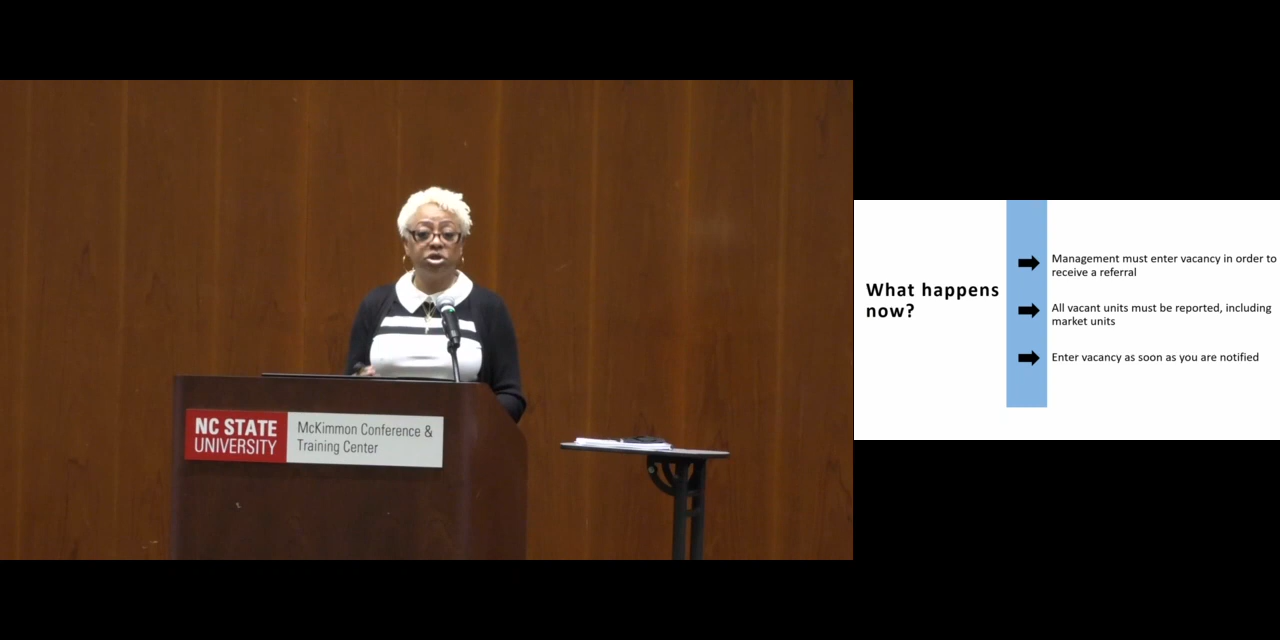 NC STATE
UNIVERSITY
McKimmon Conference &
Training Center
What happens
now?
Management must enter vacancy in order to
receive a referral
All vacant units must be reported, including
market units
Enter vacancy as soon as you are notified